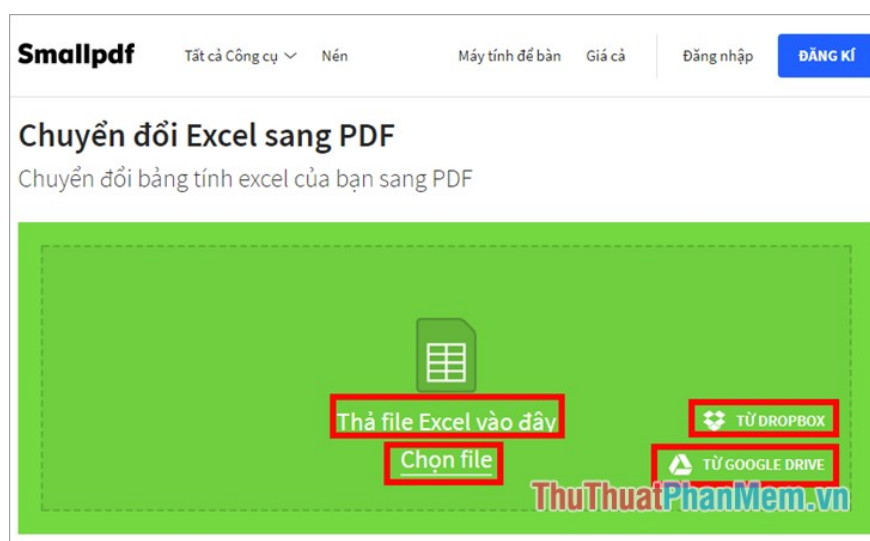 Smallpdf Tất cả Công cụ Nén Máy tính để bàn Giá cả Đăng nhập ĐĂNG KÍ
Chuyển đổi Excel sang PDF
Chuyển đổi bảng tính excel của bạn sang PDF
Thả file Excel vào đây
TỪ DROPBOX
Chọn file
TỪ GOOGLE DRIVE
ThuThuatPhanMem.vn